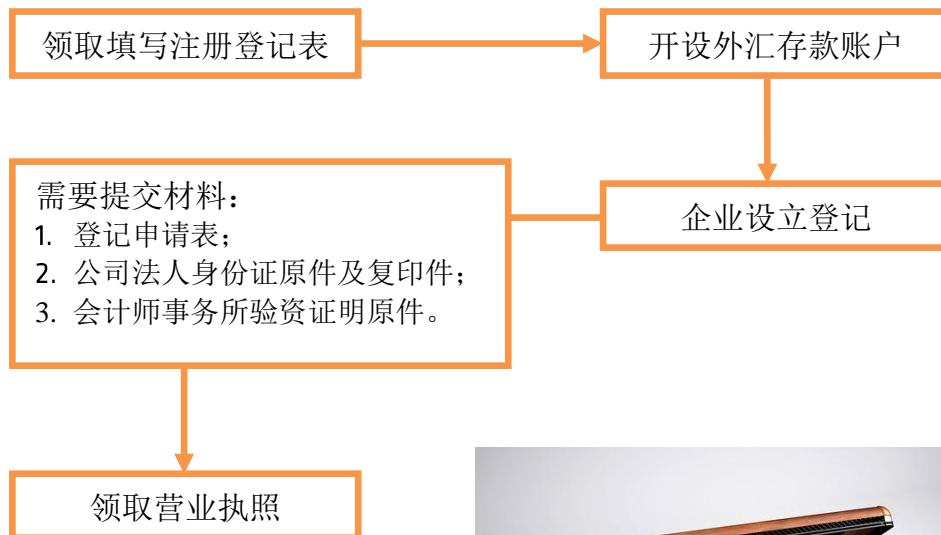 领取填写注册登记表
开设外汇存款账户
企业设立登记
需要提交材料：
1. 登记申请表；
2. 公司法人身份证原件及复印件；
3. 会计师事务所验资证明原件。
领取营业执照